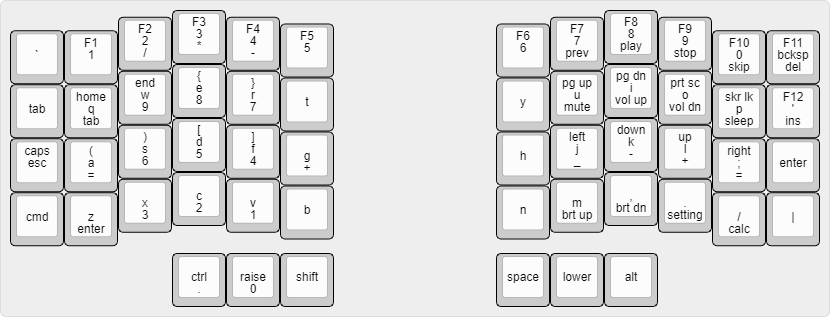 `
F1
1
F2
2
/
F3
3
*
F4
4
-
F5
5
F6
6
F7
7
prev
F8
8
play
F9
9
stop
F10
0
skip
F11
bcksp
del
tab
home
q
tab
end
w
9
{
e
8
}
r
7
t
y
pg up
u
mute
pg dn
i
vol up
prt sc
o
vol dn
skr lk
p
sleep
F12
'
ins
caps
esc
(
a
=
)
s
6
[
d
5
]
f
4
g
+
h
left
j
_
down
k
-
up
l
+
right
;
=
enter
cmd
z
enter
x
3
c
2
v
1
b
n
m
brt up
,
brt dn
.
setting
/
calc
|
ctrl
.
raise
0
shift
space
lower
alt